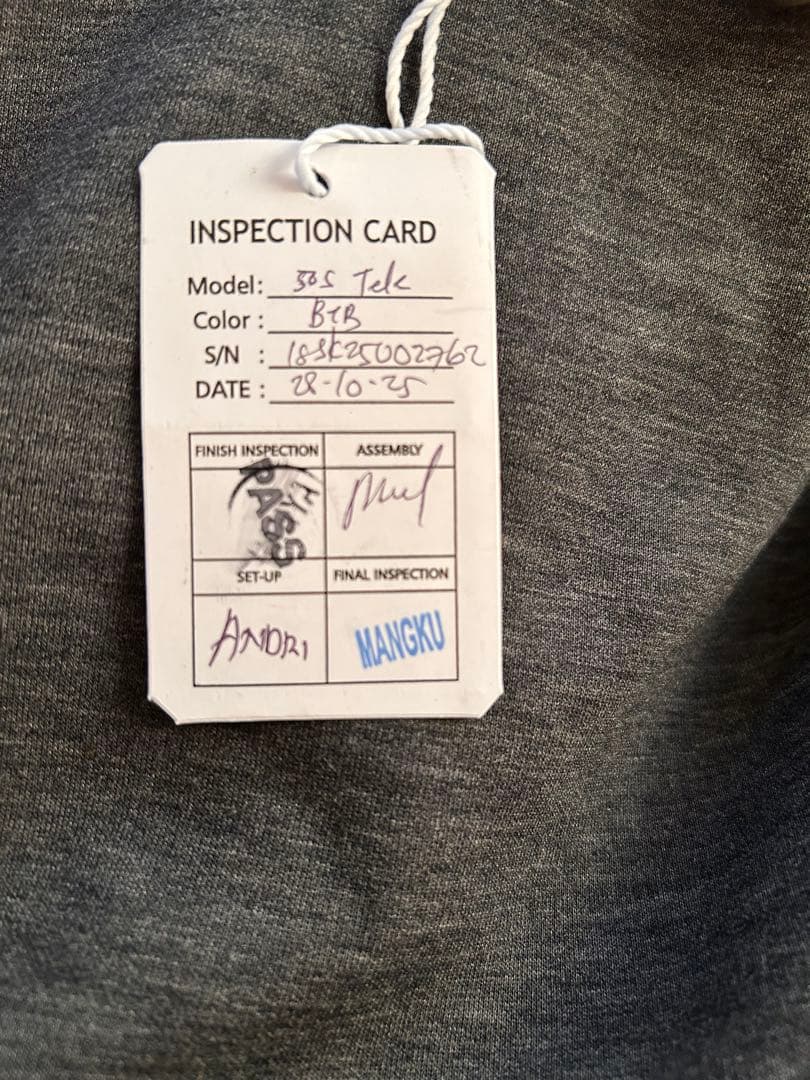 INSPECTION CARD
Model: 50S Tele
Color: BTB
S/N : 18SK25002762
DATE : 28-10-25
FINISH INSPECTION ASSEMBLY
PASS
SET-UP FINAL INSPECTION
ANDRI MANGKU